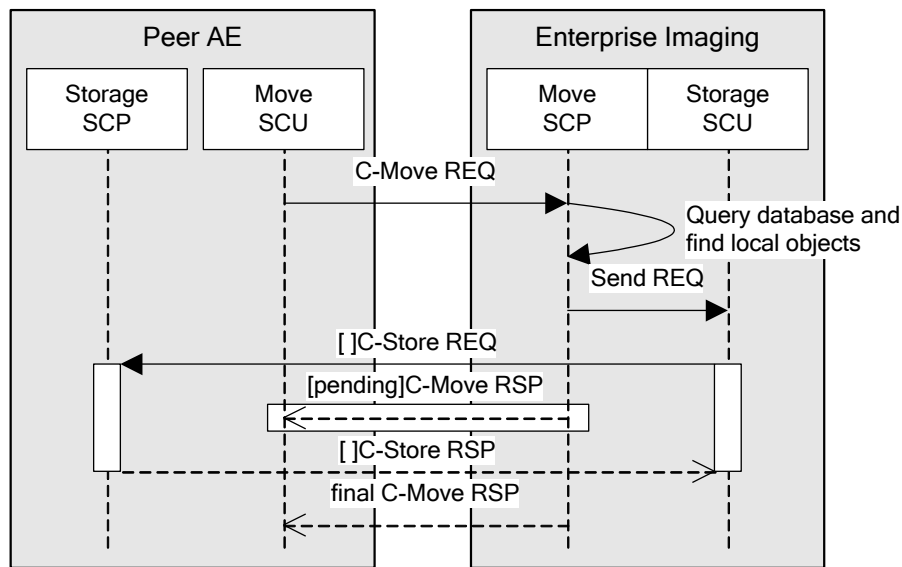 Peer AE
Enterprise Imaging
Storage
SCP
Move
SCU
Move
SCP
Storage
SCU
C-Move REQ
Query database and
find local objects
Send REQ
[ ]C-Store REQ
[pending]C-Move RSP
[ ]C-Store RSP
final C-Move RSP